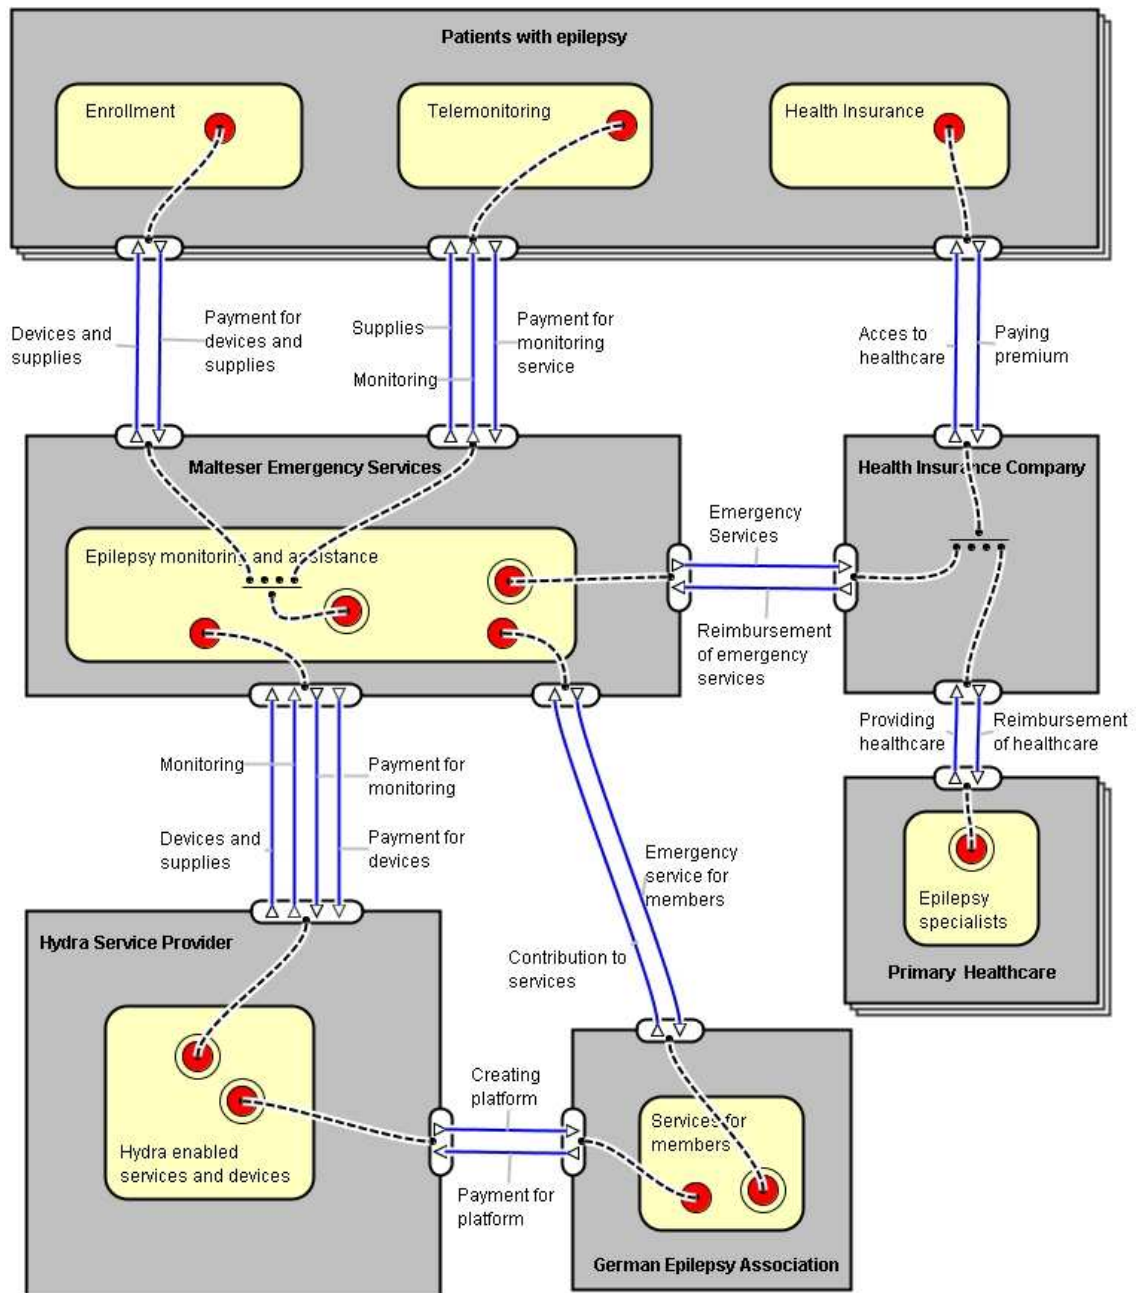 Patients with epilepsy
Enrollment
Telemonitoring
Health Insurance
Devices and
supplies
Payment for
devices and
supplies
Supplies
Monitoring
Payment for
monitoring
service
Acces to
healthcare
Paying
premium
Malteser Emergency Services
Health Insurance Company
Epilepsy monitoring and assistance
Emergency
Services
Reimbursement
of emergency
services
Providing
healthcare
Reimbursement
of healthcare
Monitoring
Payment for
monitoring
Devices and
supplies
Payment for
devices
Emergency
service for
members
Contribution to
services
Epilepsy
specialists
Primary Healthcare
Hydra Service Provider
Hydra enabled
services and devices
Creating
platform
Payment for
platform
Services for
members
German Epilepsy Association